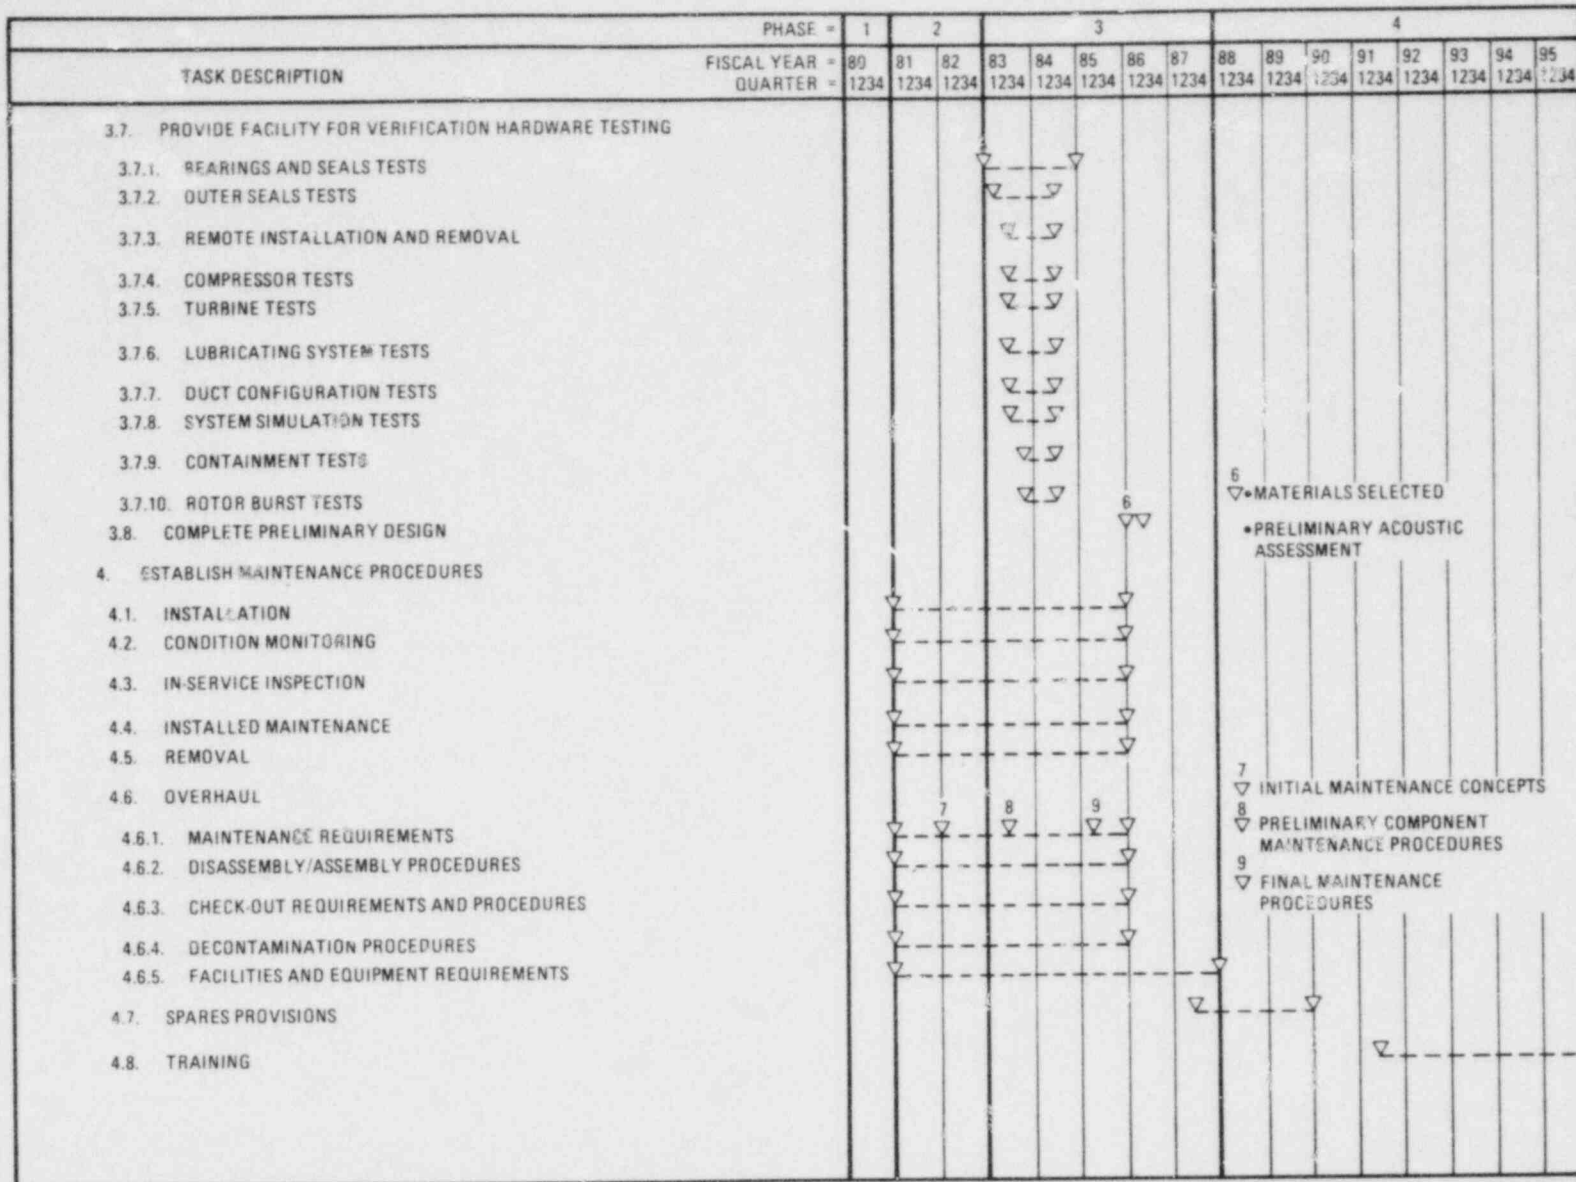 PHASE = 1 2 3 4
TASK DESCRIPTION
FISCAL YEAR = 80 81 82 83 84 85 86 87 88 89 90 91 92 93 94 95
QUARTER = 1234 1234 1234 1234 1234 1234 1234 1234 1234 1234 1234 1234 1234 1234 1234 1234
3.7. PROVIDE FACILITY FOR VERIFICATION HARDWARE TESTING
3.7.1. BEARINGS AND SEALS TESTS
3.7.2. OUTER SEALS TESTS
3.7.3. REMOTE INSTALLATION AND REMOVAL
3.7.4. COMPRESSOR TESTS
3.7.5. TURBINE TESTS
3.7.6. LUBRICATING SYSTEM TESTS
3.7.7. DUCT CONFIGURATION TESTS
3.7.8. SYSTEM SIMULATION TESTS
3.7.9. CONTAINMENT TESTS
3.7.10. ROTOR BURST TESTS
6
▽•MATERIALS SELECTED
3.8. COMPLETE PRELIMINARY DESIGN
6
•PRELIMINARY ACOUSTIC
ASSESSMENT
4. ESTABLISH MAINTENANCE PROCEDURES
4.1. INSTALLATION
4.2. CONDITION MONITORING
4.3. IN-SERVICE INSPECTION
4.4. INSTALLED MAINTENANCE
4.5. REMOVAL
4.6. OVERHAUL
7
▽ INITIAL MAINTENANCE CONCEPTS
4.6.1. MAINTENANCE REQUIREMENTS
7 8 9
8
▽ PRELIMINARY COMPONENT
MAINTENANCE PROCEDURES
4.6.2. DISASSEMBLY/ASSEMBLY PROCEDURES
9
▽ FINAL MAINTENANCE
PROCEDURES
4.6.3. CHECK-OUT REQUIREMENTS AND PROCEDURES
4.6.4. DECONTAMINATION PROCEDURES
4.6.5. FACILITIES AND EQUIPMENT REQUIREMENTS
4.7. SPARES PROVISIONS
4.8. TRAINING